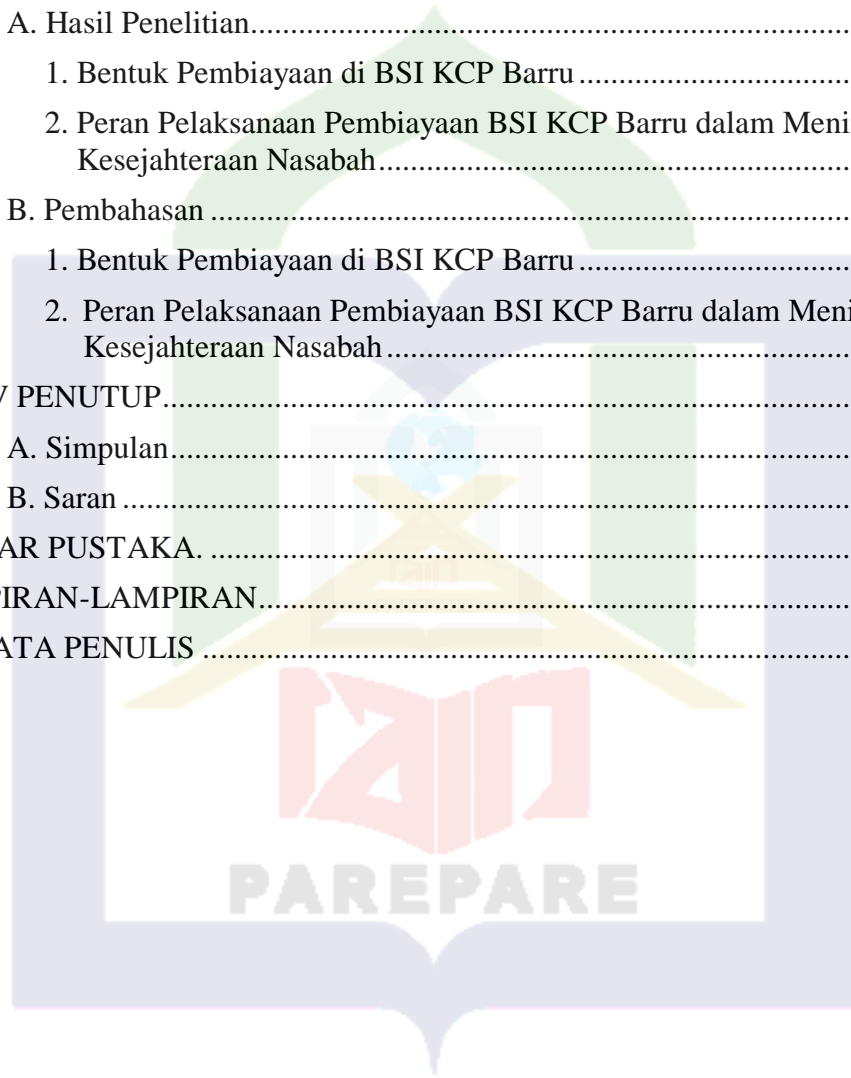 A. Hasil Penelitian....................................................................................
1. Bentuk Pembiayaan di BSI KCP Barru....................................
2. Peran Pelaksanaan Pembiayaan BSI KCP Barru dalam Meni
Kesejahteraan Nasabah..............................................................
B. Pembahasan.........................................................................................
1. Bentuk Pembiayaan di BSI KCP Barru....................................
2. Peran Pelaksanaan Pembiayaan BSI KCP Barru dalam Meni
Kesejahteraan Nasabah.............................................................
V PENUTUP.........................................................................................
A. Simpulan..............................................................................................
B. Saran....................................................................................................
AR PUSTAKA. ...................................................................................
PIRAN-LAMPIRAN............................................................................
ATA PENULIS....................................................................................
iain
PAREPARE